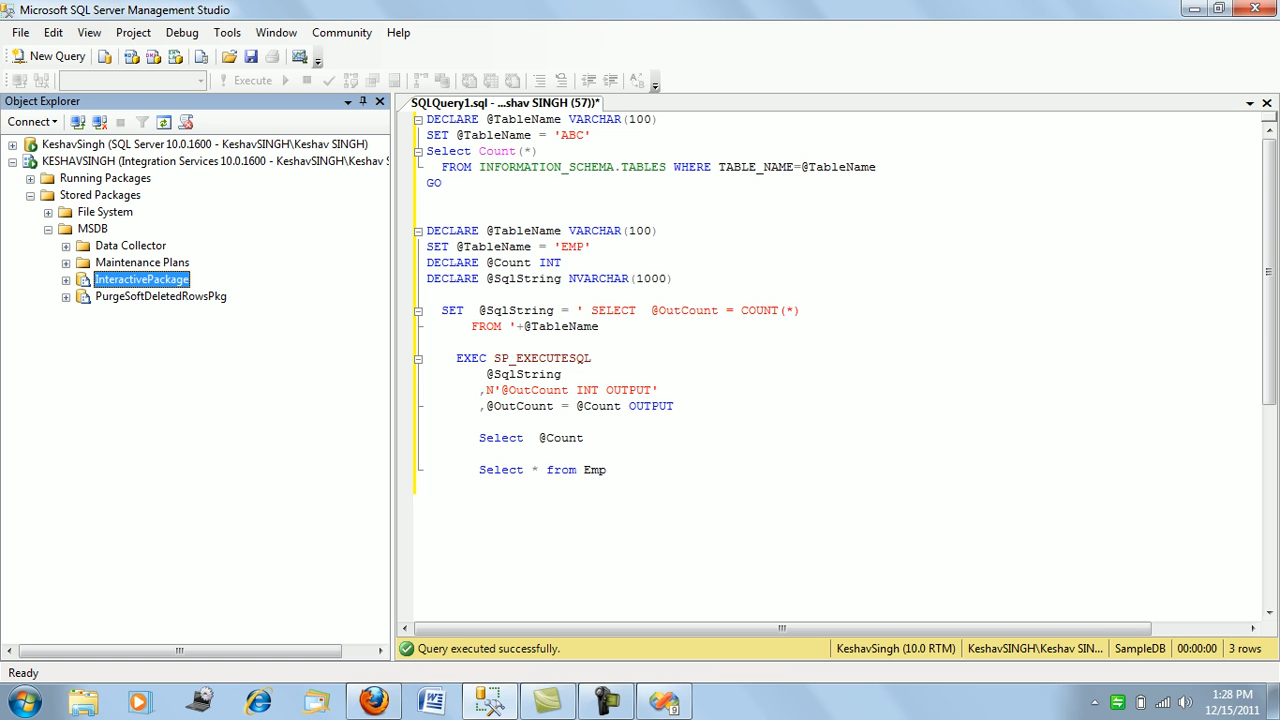 Microsoft SQL Server Management Studio
File Edit View Project Debug Tools Window Community Help
New Query
Execute
Object Explorer
SQLQuery1.sql - ...shav SINGH (57))*
Connect
KeshavSingh (SQL Server 10.0.1600 - KeshavSINGH\Keshav SINGH)
KESHAVSINGH (Integration Services 10.0.1600 - KeshavSINGH\Keshav S
Running Packages
Stored Packages
File System
MSDB
Data Collector
Maintenance Plans
InteractivePackage
PurgeSoftDeletedRowsPkg
DECLARE @TableName VARCHAR(100)
SET @TableName = 'ABC'
Select Count(*)
FROM INFORMATION_SCHEMA.TABLES WHERE TABLE_NAME=@TableName
GO
DECLARE @TableName VARCHAR(100)
SET @TableName = 'EMP'
DECLARE @Count INT
DECLARE @SqlString NVARCHAR(1000)
SET @SqlString = ' SELECT @OutCount = COUNT(*)
FROM '+@TableName
EXEC SP_EXECUTESQL
@SqlString
,N'@OutCount INT OUTPUT'
,@OutCount = @Count OUTPUT
Select @Count
Select * from Emp
Query executed successfully.
KeshavSingh (10.0 RTM) KeshavSINGH\Keshav SIN... SampleDB 00:00:00 3 rows
Ready
1:28 PM
12/15/2011